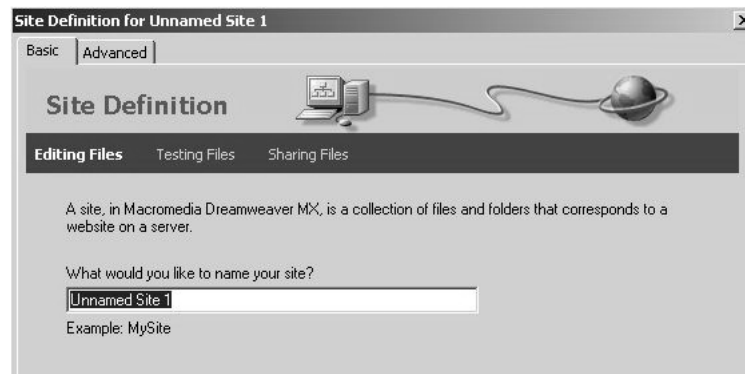 Site Definition for Unnamed Site 1
Basic Advanced
Site Definition
Editing Files Testing Files Sharing Files
A site, in Macromedia Dreamweaver MX, is a collection of files and folders that corresponds to a
website on a server.
What would you like to name your site?
Unnamed Site 1
Example: MySite